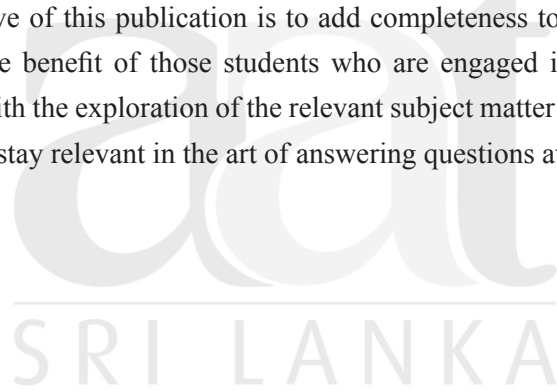 ve of this publication is to add completeness to
e benefit of those students who are engaged i
ith the exploration of the relevant subject matter
stay relevant in the art of answering questions a
aat
SRI LANKA